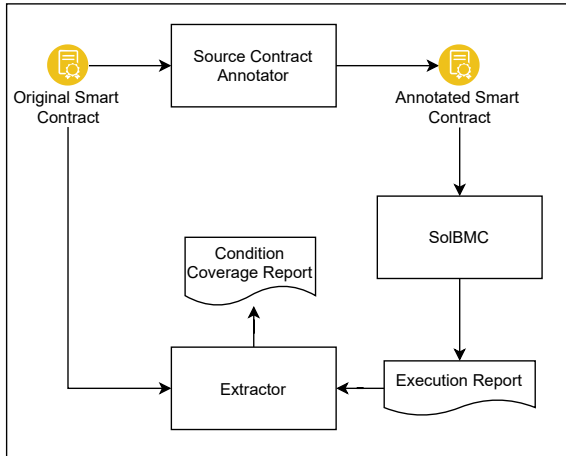 Source Contract
Annotator
Original Smart
Contract
Annotated Smart
Contract
SolBMC
Condition
Coverage Report
Extractor
Execution Report